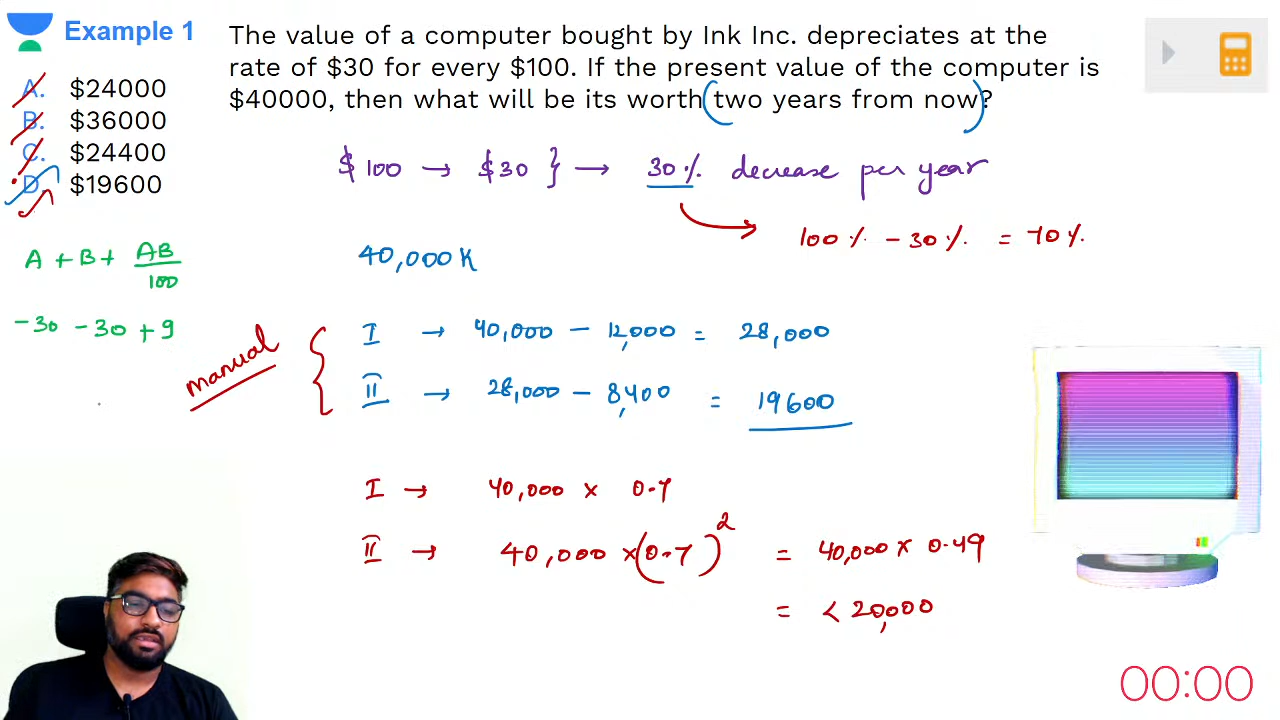 Example 1
The value of a computer bought by Ink Inc. depreciates at the
rate of $30 for every $100. If the present value of the computer is
$40000, then what will be its worth two years from now?
A. $24000
B. $36000
C. $24400
D. $19600
$ 100 → $30 } → 30% decrease per year
100% - 30% = 70%
A + B + AB/100
-30 -30 + 9
40,000 K
manual
I → 40,000 - 12,000 = 28,000
II → 28,000 - 8,400 = 19600
I → 40,000 x 0.7
II → 40,000 x (0.7)²  = 40,000 x 0.49
= < 20,000
00:00